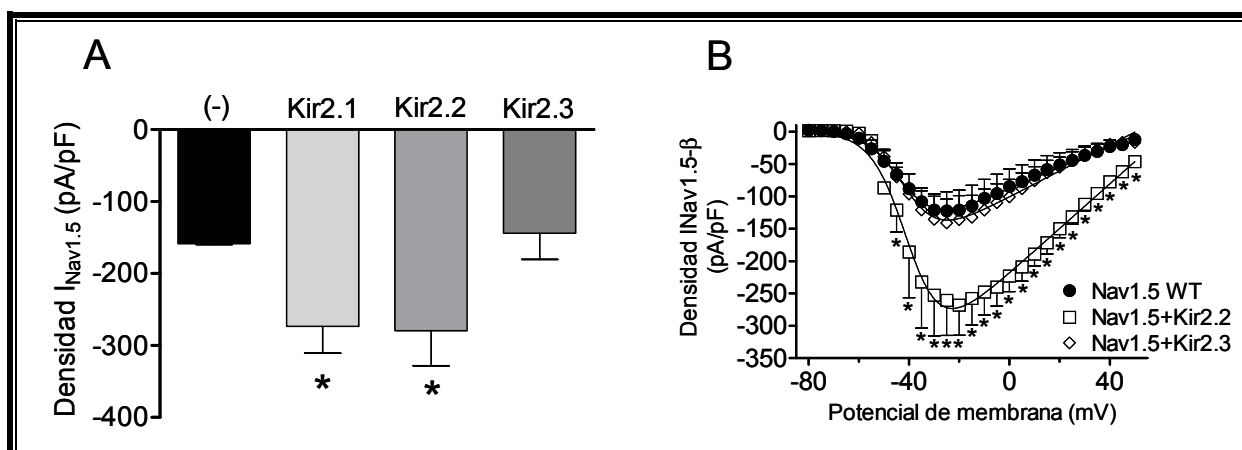 A
(-) Kir2.1 Kir2.2 Kir2.3
Densidad I_Nav1.5 (pA/pF)
0
-100
-200
-300
-400
* *
B
Densidad INav1.5-β
(pA/pF)
0
-50
-100
-150
-200
-250
-300
-350
* * * * * * * * * * * * * * * * * * * *
Nav1.5 WT
Nav1.5+Kir2.2
Nav1.5+Kir2.3
-80 -40 0 40
Potencial de membrana (mV)